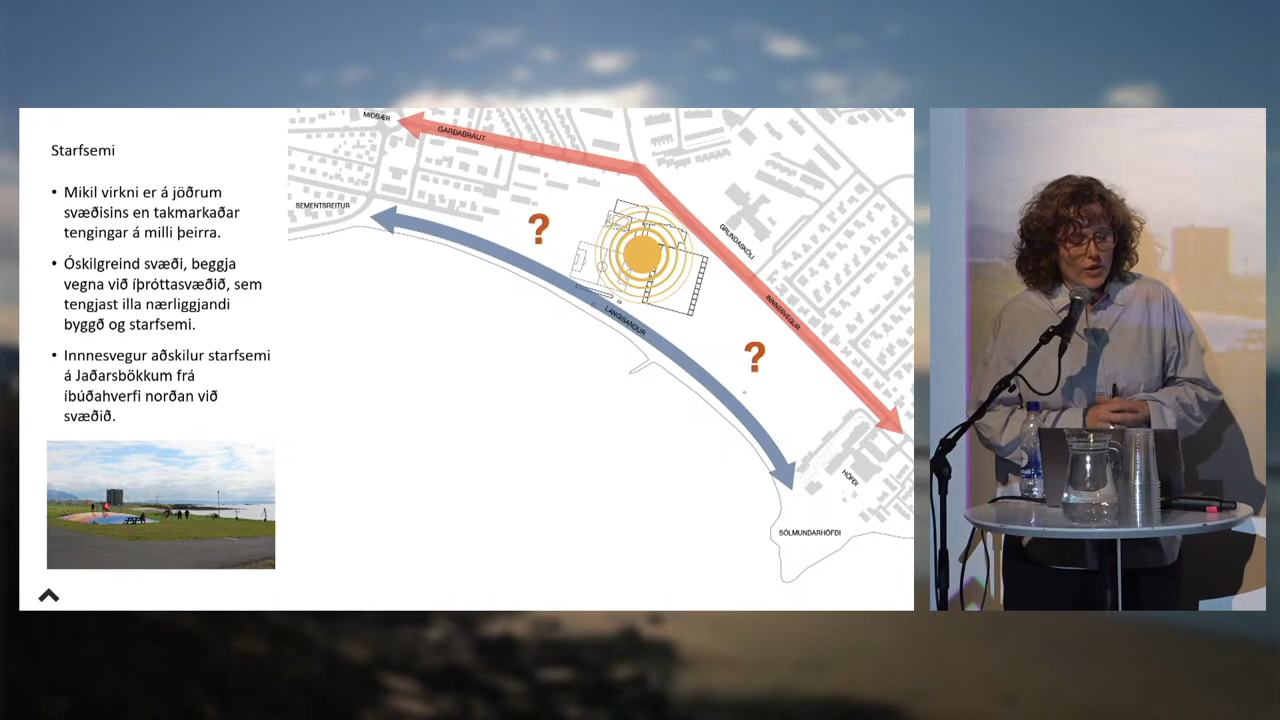 Starfsemi
• Mikil virkni er á jöðrum
svæðisins en takmarkaðar
tengingar á milli þeirra.
• Óskilgreind svæði, beggja
vegna við íþróttasvæðið, sem
tengjast illa nærliggjandi
byggð og starfsemi.
• Innnesvegur aðskilur starfsemi
á Jaðarsbökkum frá
íbúðahverfi norðan við
svæðið.
MIÐBÆR
GARÐABRAUT
SEMENTSREITUR
?
GRUNDASKÓLI
LANGISANDUR
INNNESVEGUR
?
HÖFÐI
SÓLMUNDARHÖFÐI